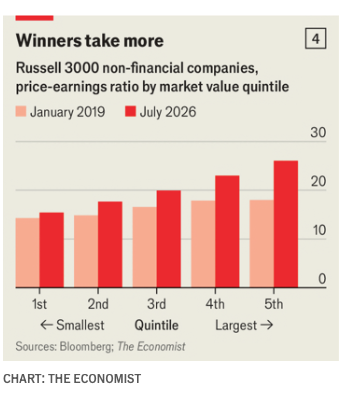 Winners take more
4
Russell 3000 non-financial companies,
price-earnings ratio by market value quintile
January 2019 July 2026
30
20
10
0
1st 2nd 3rd 4th 5th
← Smallest Quintile Largest →
Sources: Bloomberg; The Economist
CHART: THE ECONOMIST